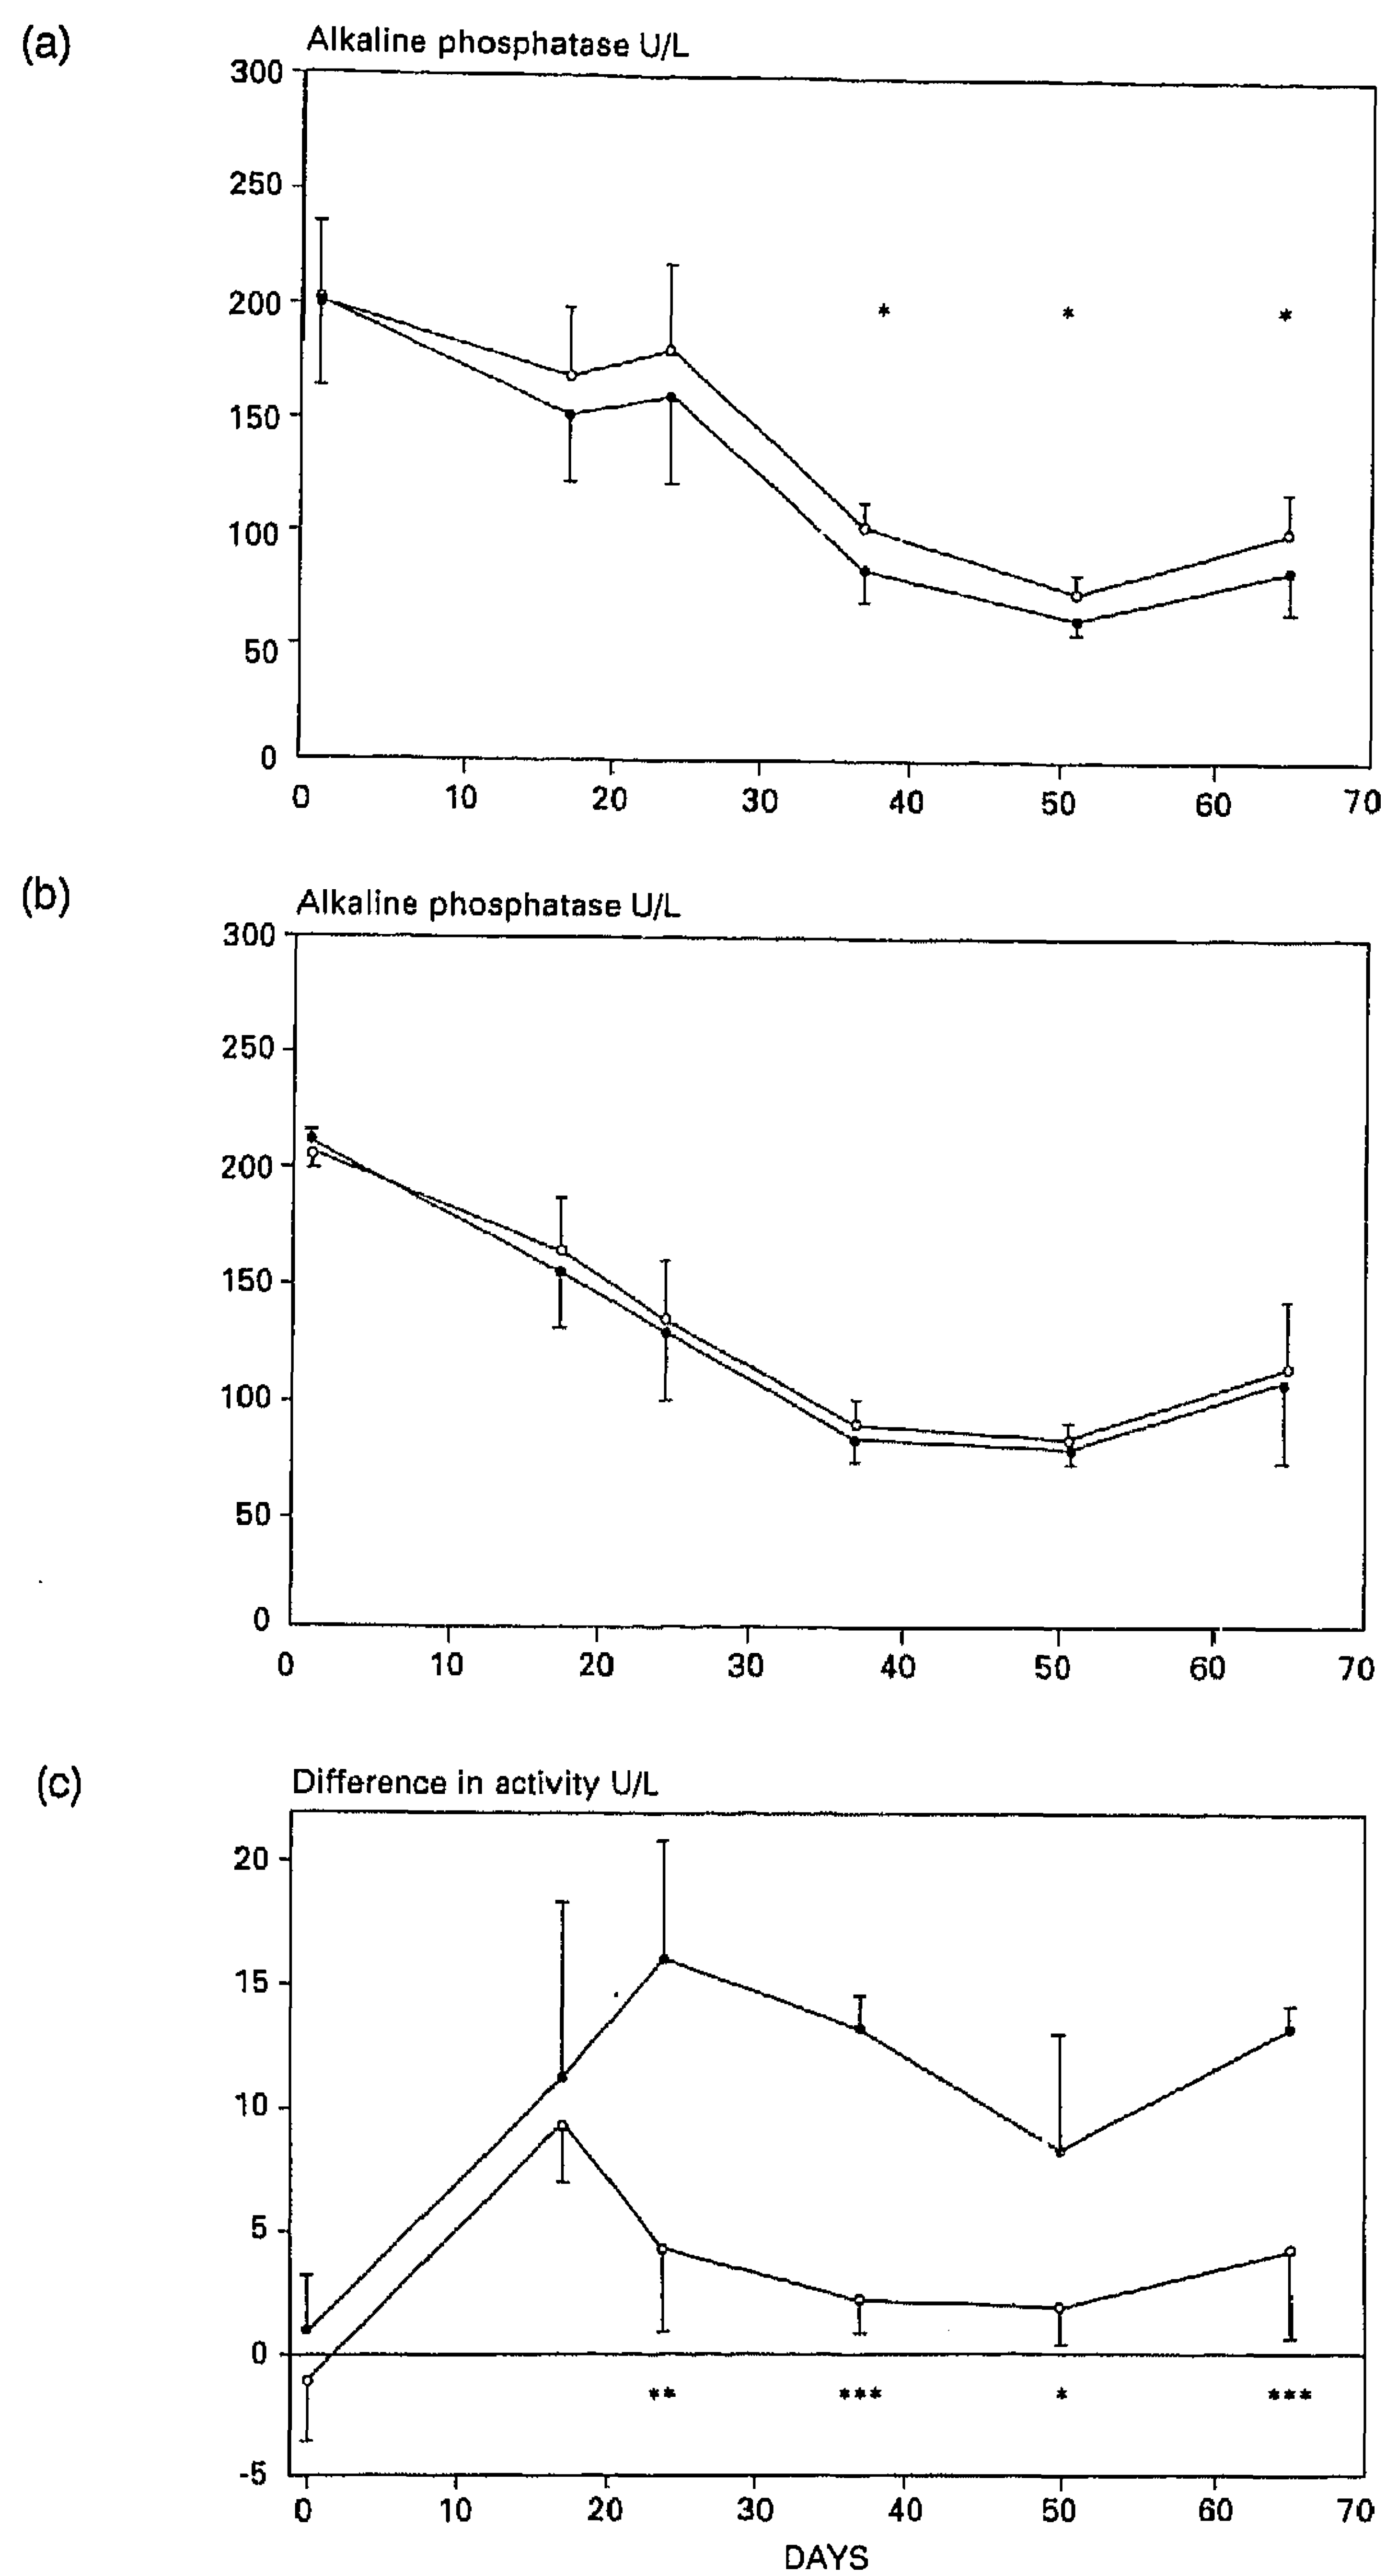 (a)
Alkaline phosphatase U/L
300
250
200
* * *
150
100
50
0
0 10 20 30 40 50 60 70
(b)
Alkaline phosphatase U/L
300
250
200
150
100
50
0
0 10 20 30 40 50 60 70
(c)
Difference in activity U/L
20
15
10
5
0
** *** * ***
-5
0 10 20 30 40 50 60 70
DAYS